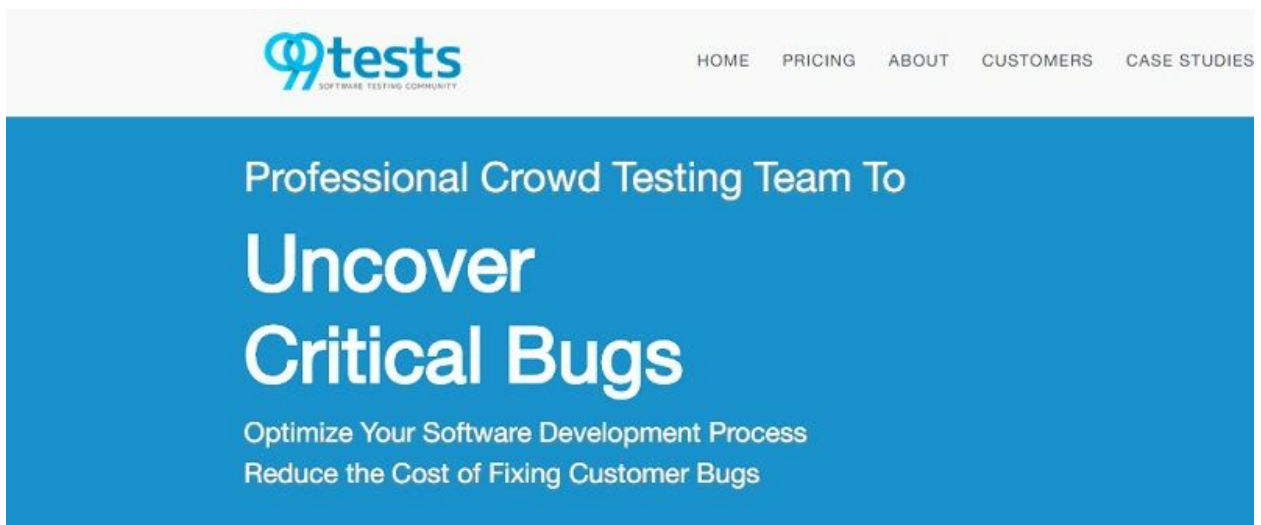 99tests
SOFTWARE TESTING COMMUNITY
HOME PRICING ABOUT CUSTOMERS CASE STUDIES
Professional Crowd Testing Team To
Uncover
Critical Bugs
Optimize Your Software Development Process
Reduce the Cost of Fixing Customer Bugs